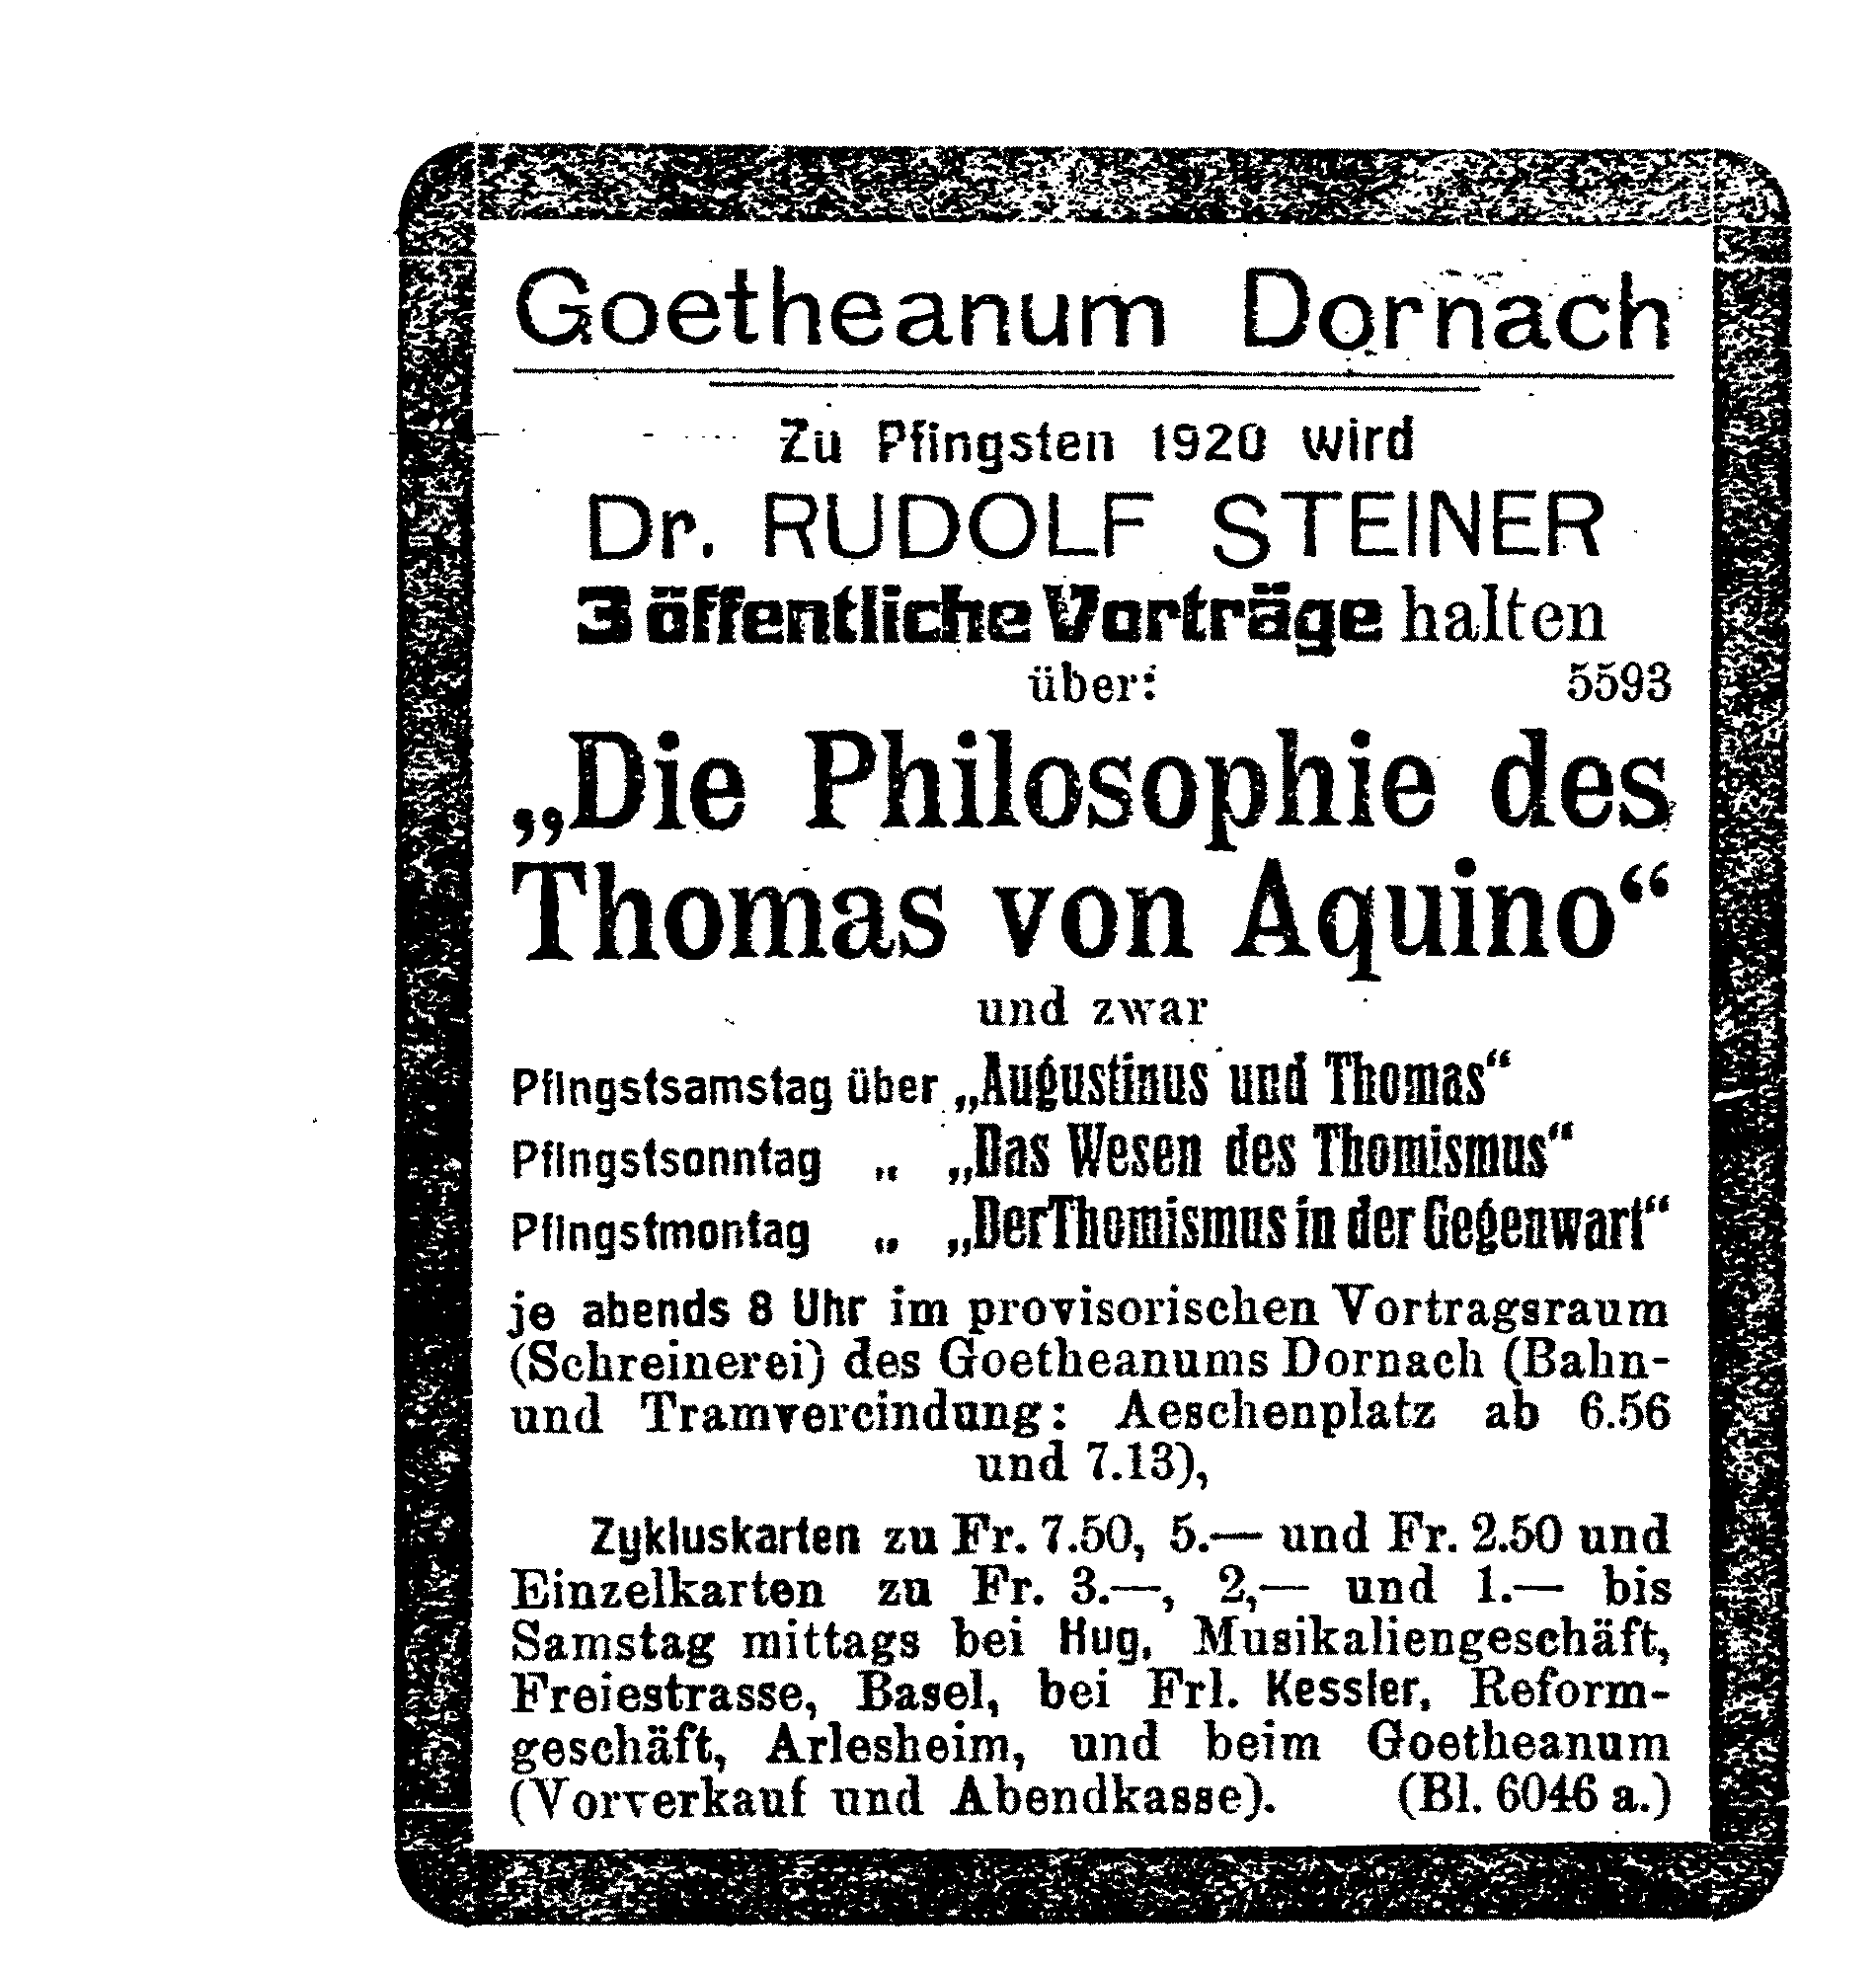 Goetheanum Dornach
Zu Pfingsten 1920 wird
Dr. RUDOLF STEINER
3 öffentliche Vorträge halten
über: 5593
„Die Philosophie des
Thomas von Aquino“
und zwar
Pfingstsamstag über „Augustinus und Thomas“
Pfingstsonntag „ „Das Wesen des Thomismus“
Pfingstmontag „ „Der Thomismus in der Gegenwart“
je abends 8 Uhr im provisorischen Vortragsraum
(Schreinerei) des Goetheanums Dornach (Bahn-
und Tramvercindung: Aeschenplatz ab 6.56
und 7.13),
Zykluskarten zu Fr. 7.50, 5.— und Fr. 2.50 und
Einzelkarten zu Fr. 3.—, 2,— und 1.— bis
Samstag mittags bei Hug, Musikaliengeschäft,
Freiestrasse, Basel, bei Frl. Kessler, Reform-
geschäft, Arlesheim, und beim Goetheanum
(Vorverkauf und Abendkasse). (Bl. 6046 a.)